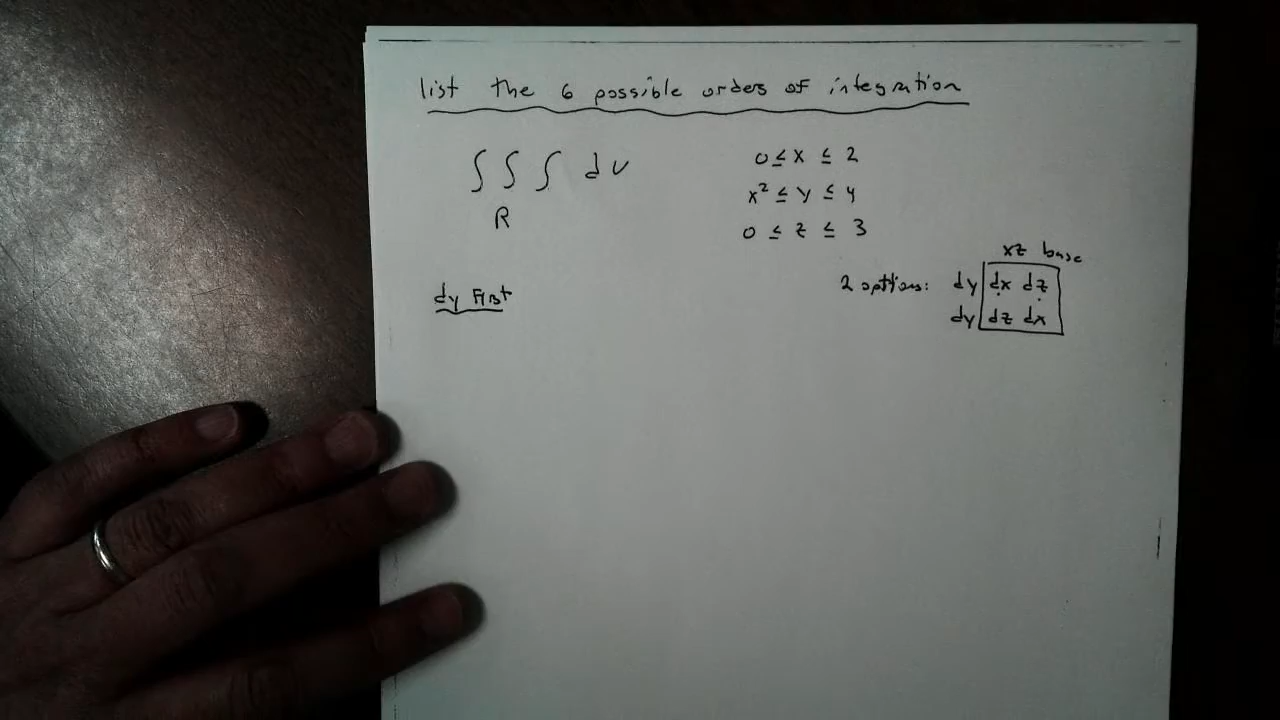 list the 6 possible orders of integration
∫ ∫ ∫ dV
R
0 ≤ x ≤ 2
x² ≤ y ≤ 4
0 ≤ z ≤ 3
dy First
xz base
2 options: dy dx dz
dy dz dx